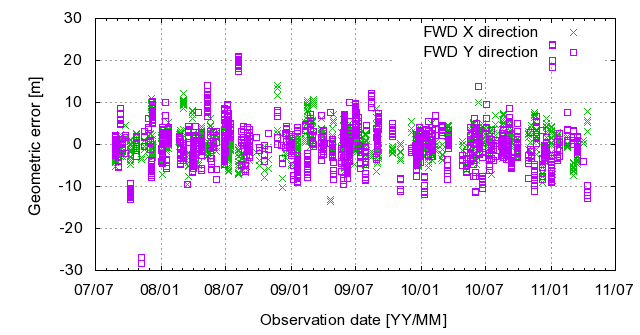 30
20
10
0
-10
-20
-30
Geometric error [m]
FWD X direction
FWD Y direction
07/07 08/01 08/07 09/01 09/07 10/01 10/07 11/01 11/07
Observation date [YY/MM]